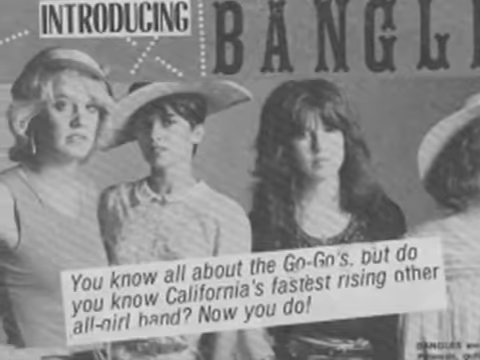 INTRODUCING
BANGL
You know all about the Go-Go's, but do
you know California's fastest rising other
all-girl band? Now you do!
BANGLES